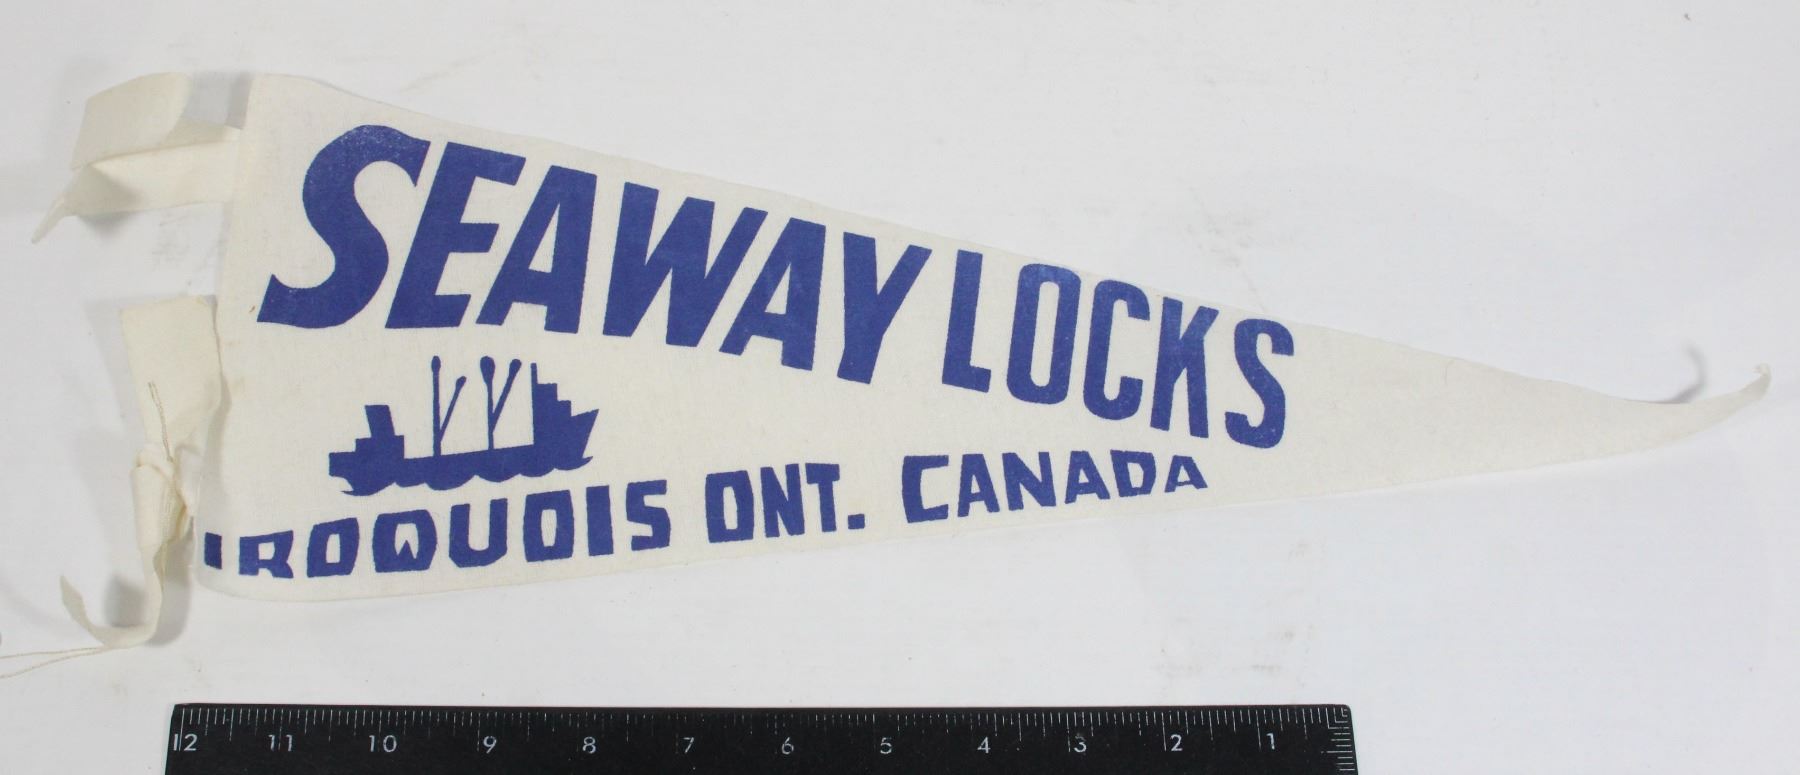 SEAWAY LOCKS
IROQUOIS ONT. CANADA
12 11 10 9 8 7 6 5 4 3 2 1